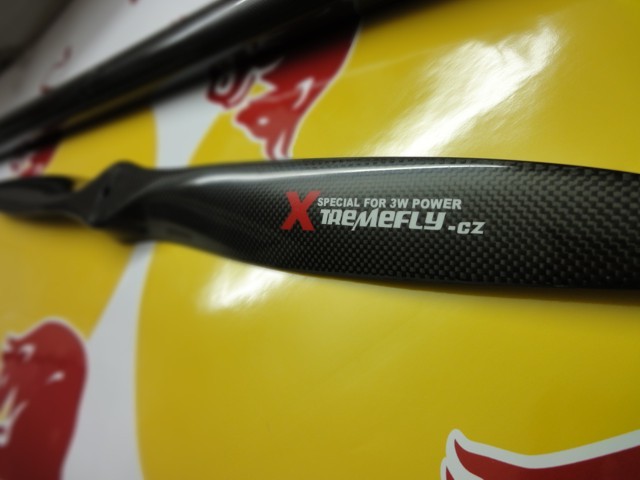 SPECIAL FOR 3W POWER
XTREMEFLY.CZ